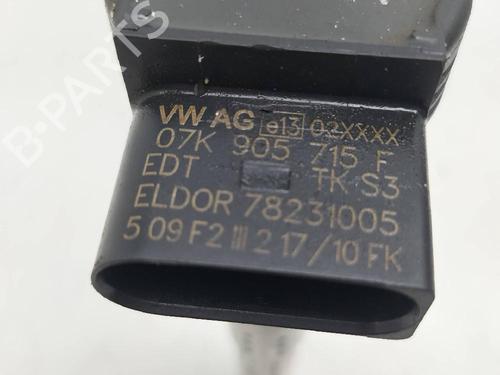 B-PARTS
VW AG e13 02XXXX
07K 905 715 F
EDT TK S3
ELDOR 78231005
5 09 F2 III 2 17/10 FK